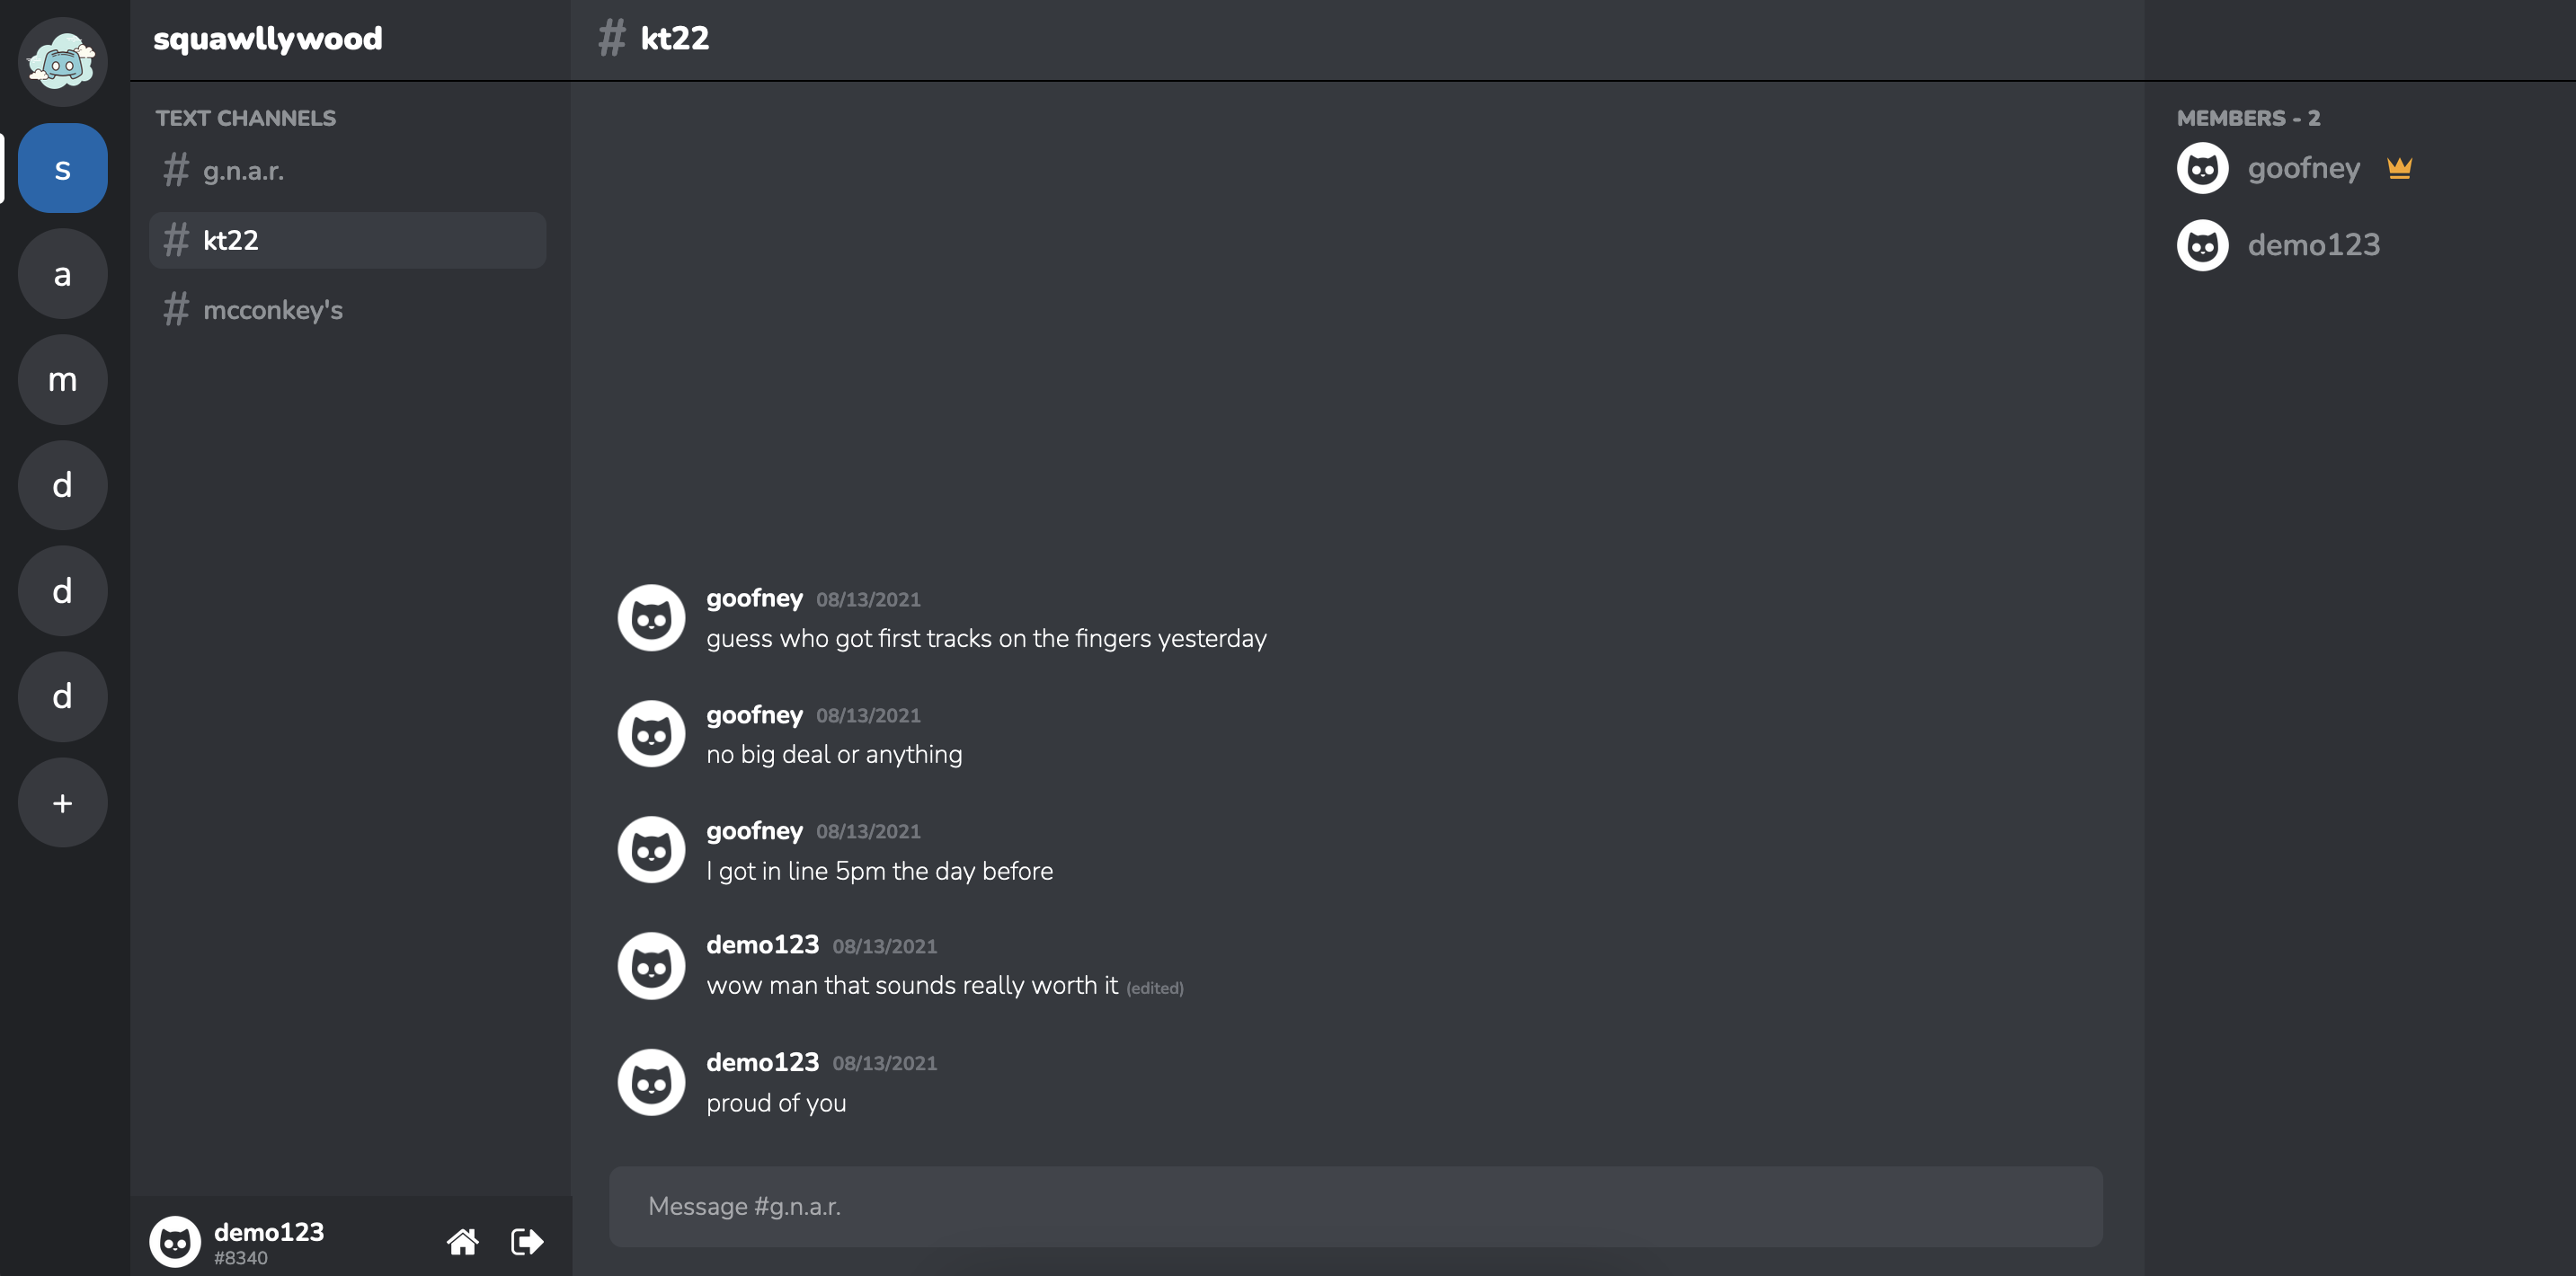 squawllywood
# kt22
TEXT CHANNELS
# g.n.a.r.
# kt22
# mcconkey's
s
a
m
d
d
d
+
goofney 08/13/2021
guess who got first tracks on the fingers yesterday
goofney 08/13/2021
no big deal or anything
goofney 08/13/2021
I got in line 5pm the day before
demo123 08/13/2021
wow man that sounds really worth it (edited)
demo123 08/13/2021
proud of you
Message #g.n.a.r.
MEMBERS - 2
goofney
demo123
demo123
#8340